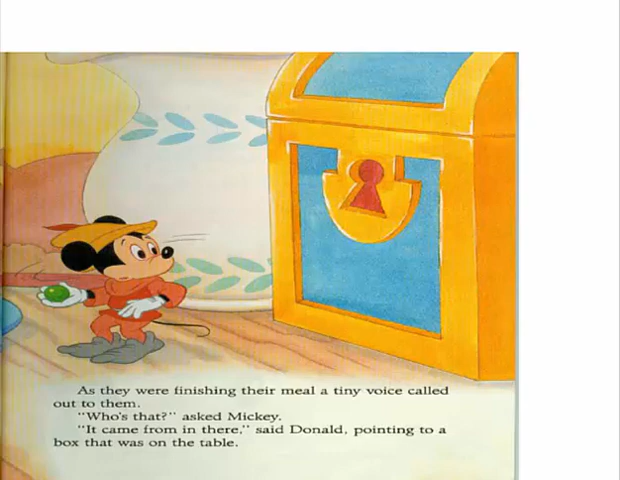 As they were finishing their meal a tiny voice called
out to them.
"Who's that?" asked Mickey.
"It came from in there," said Donald, pointing to a
box that was on the table.